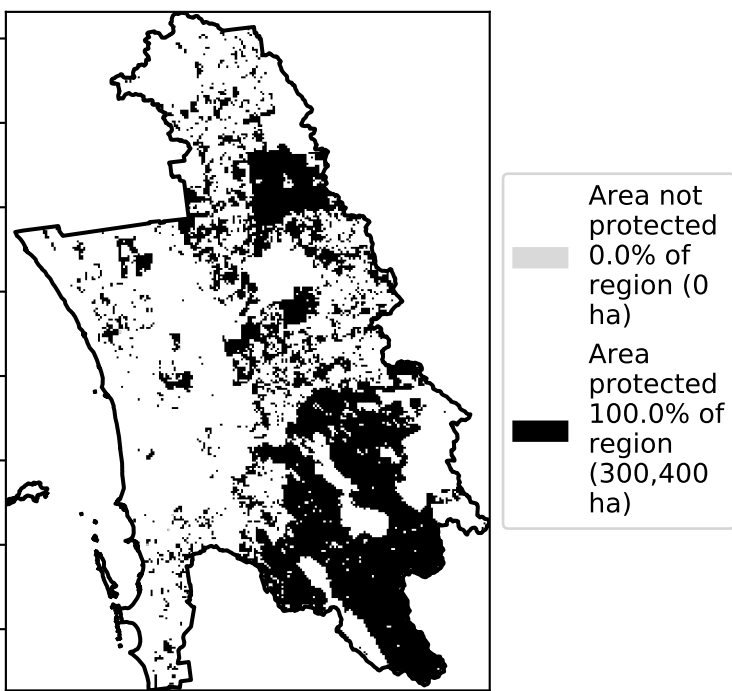 Area not
protected
0.0% of
region (0
ha)
Area
protected
100.0% of
region
(300,400
ha)